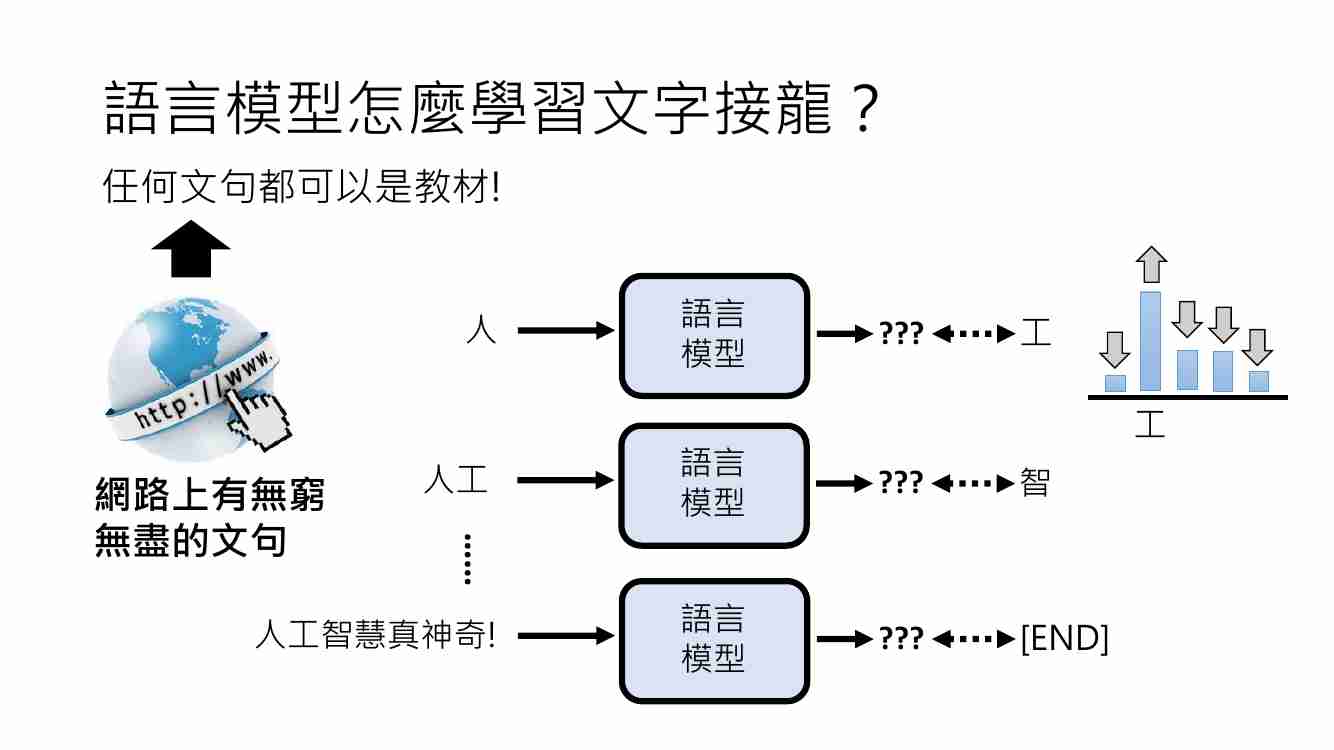 語言模型怎麼學習文字接龍？
任何文句都可以是教材!
http://www.
網路上有無窮
無盡的文句
人
語言
模型
???
工
工
人工
語言
模型
???
智
人工智慧真神奇!
語言
模型
???
[END]